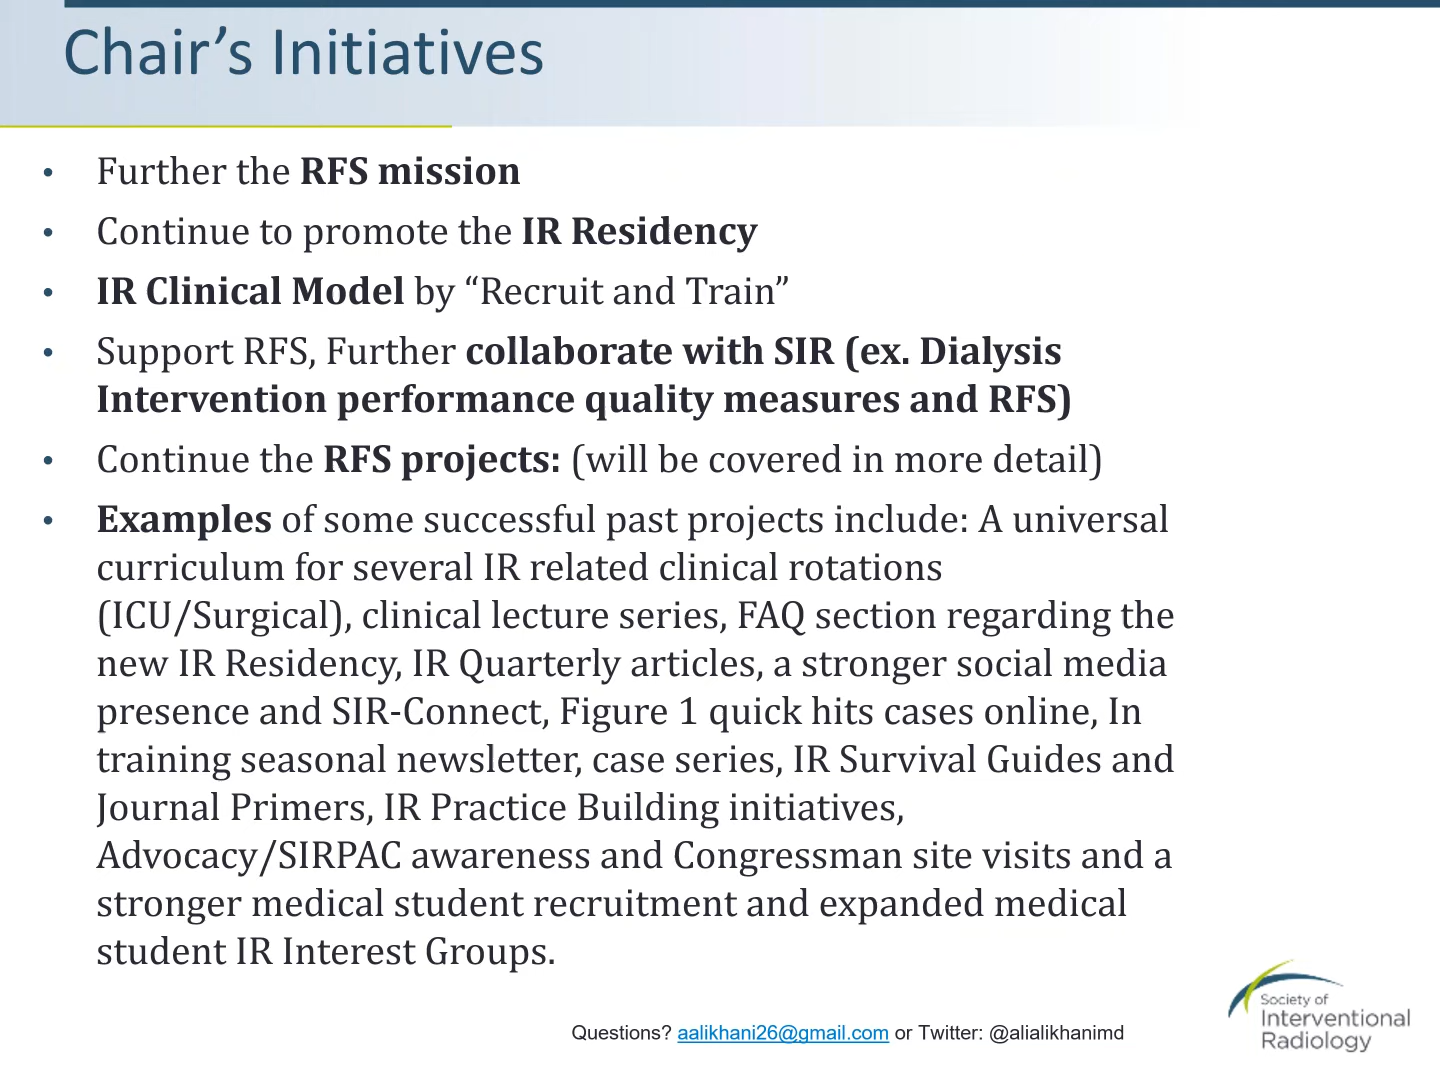 Chair’s Initiatives
• Further the RFS mission
• Continue to promote the IR Residency
• IR Clinical Model by “Recruit and Train”
• Support RFS, Further collaborate with SIR (ex. Dialysis
Intervention performance quality measures and RFS)
• Continue the RFS projects: (will be covered in more detail)
• Examples of some successful past projects include: A universal
curriculum for several IR related clinical rotations
(ICU/Surgical), clinical lecture series, FAQ section regarding the
new IR Residency, IR Quarterly articles, a stronger social media
presence and SIR-Connect, Figure 1 quick hits cases online, In
training seasonal newsletter, case series, IR Survival Guides and
Journal Primers, IR Practice Building initiatives,
Advocacy/SIRPAC awareness and Congressman site visits and a
stronger medical student recruitment and expanded medical
student IR Interest Groups.
Questions? aalikhani26@gmail.com or Twitter: @alialikhanimd
Society of
Interventional
Radiology